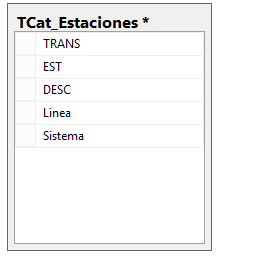 TCat_Estaciones *
TRANS
EST
DESC
Linea
Sistema